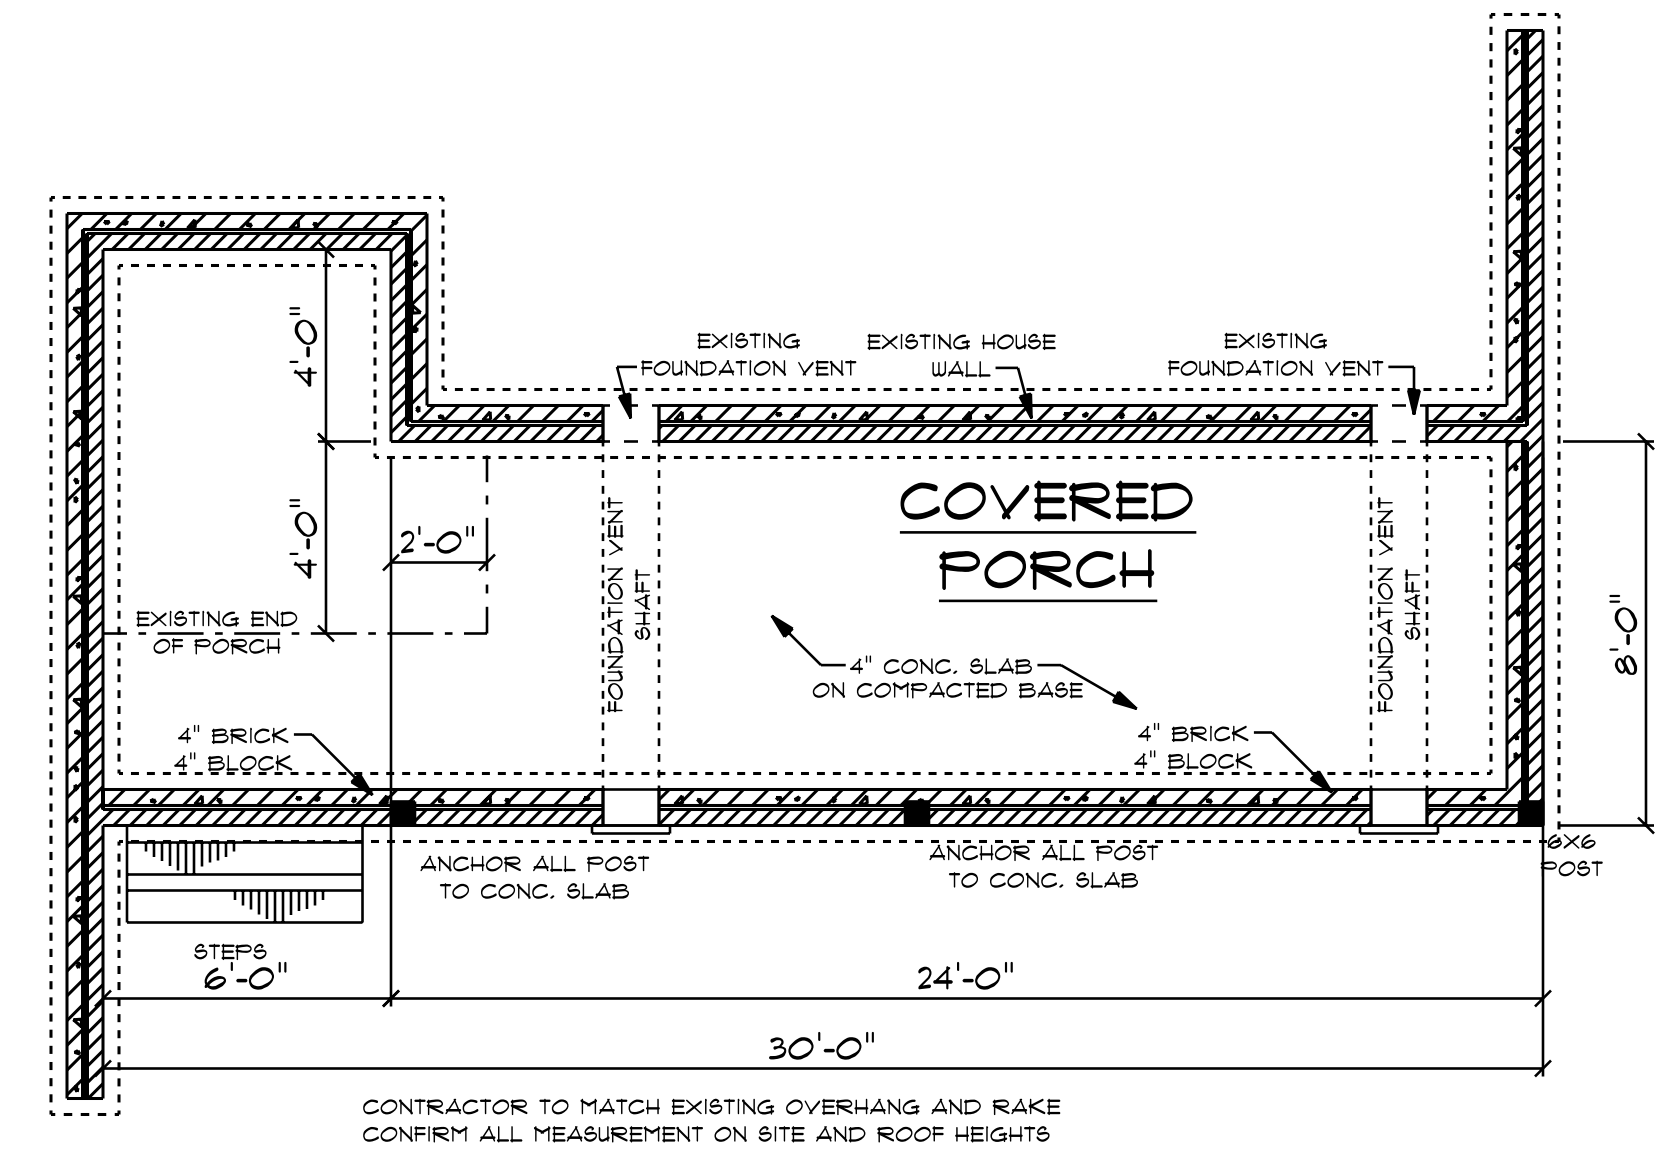 EXISTING
FOUNDATION VENT
EXISTING HOUSE
WALL
EXISTING
FOUNDATION VENT
4'-0"
4'-0"
2'-0"
COVERED
PORCH
FOUNDATION VENT
SHAFT
FOUNDATION VENT
SHAFT
EXISTING END
OF PORCH
8'-0"
4" CONC. SLAB
ON COMPACTED BASE
4" BRICK
4" BLOCK
4" BRICK
4" BLOCK
ANCHOR ALL POST
TO CONC. SLAB
ANCHOR ALL POST
TO CONC. SLAB
6X6
POST
STEPS
6'-0"
24'-0"
30'-0"
CONTRACTOR TO MATCH EXISTING OVERHANG AND RAKE
CONFIRM ALL MEASUREMENT ON SITE AND ROOF HEIGHTS